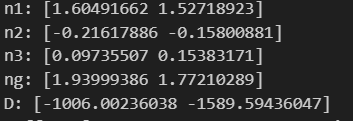 n1: [1.60491662 1.52718923]
n2: [-0.21617886 -0.15800881]
n3: [0.09735507 0.15383171]
ng: [1.93999386 1.77210289]
D: [-1006.00236038 -1589.59436047]